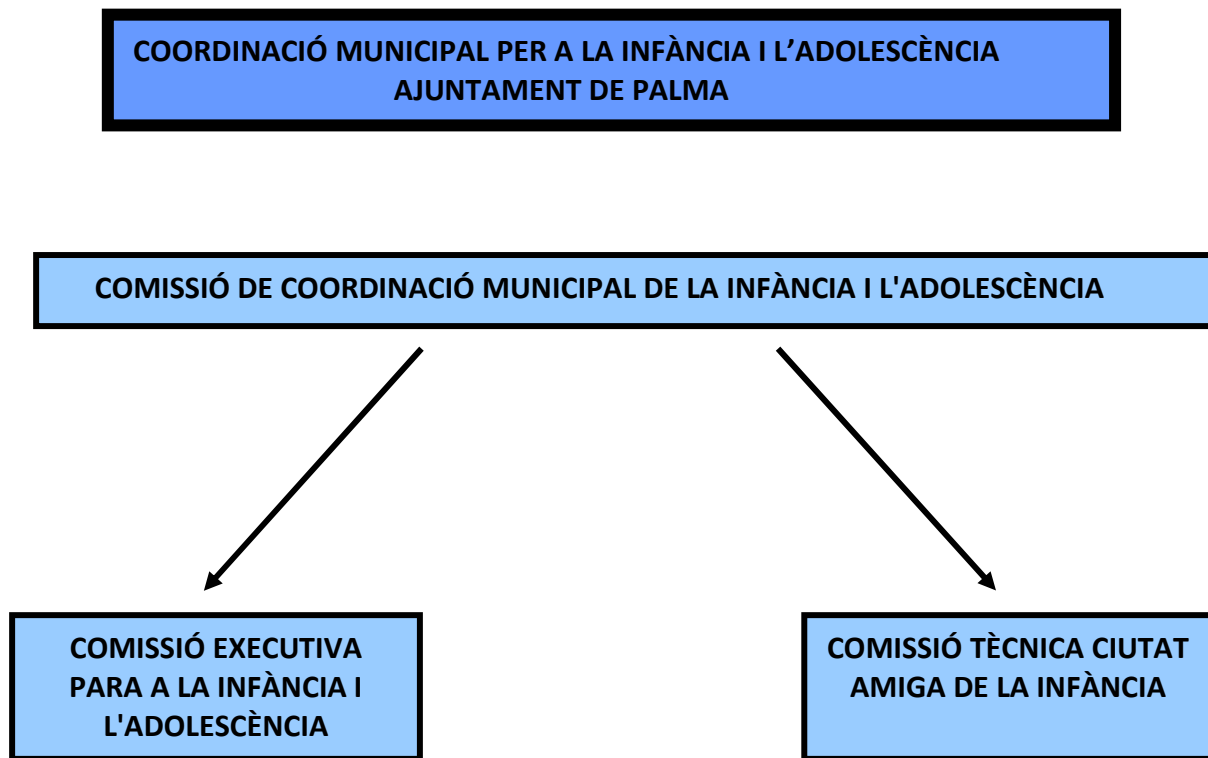 COORDINACIÓ MUNICIPAL PER A LA INFÀNCIA I L’ADOLESCÈNCIA
AJUNTAMENT DE PALMA
COMISSIÓ DE COORDINACIÓ MUNICIPAL DE LA INFÀNCIA I L'ADOLESCÈNCIA
COMISSIÓ EXECUTIVA
PARA A LA INFÀNCIA I
L'ADOLESCÈNCIA
COMISSIÓ TÈCNICA CIUTAT
AMIGA DE LA INFÀNCIA